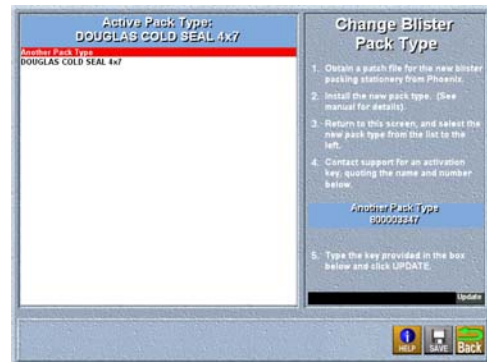 Active Pack Type:
DOUGLAS COLD SEAL 4x7
Another Pack Type
DOUGLAS COLD SEAL 4x7
Change Blister
Pack Type
1. Obtain a patch file for the new blister
packing stationery from Phoenix.
2. Install the new pack type. (See
manual for details).
3. Return to this screen, and select the
new pack type from the list to the
left.
4. Contact support for an activation
key, quoting the name and number
below.
Another Pack Type
800003347
5. Type the key provided in the box
below and click UPDATE.
Update
HELP
SAVE
Back